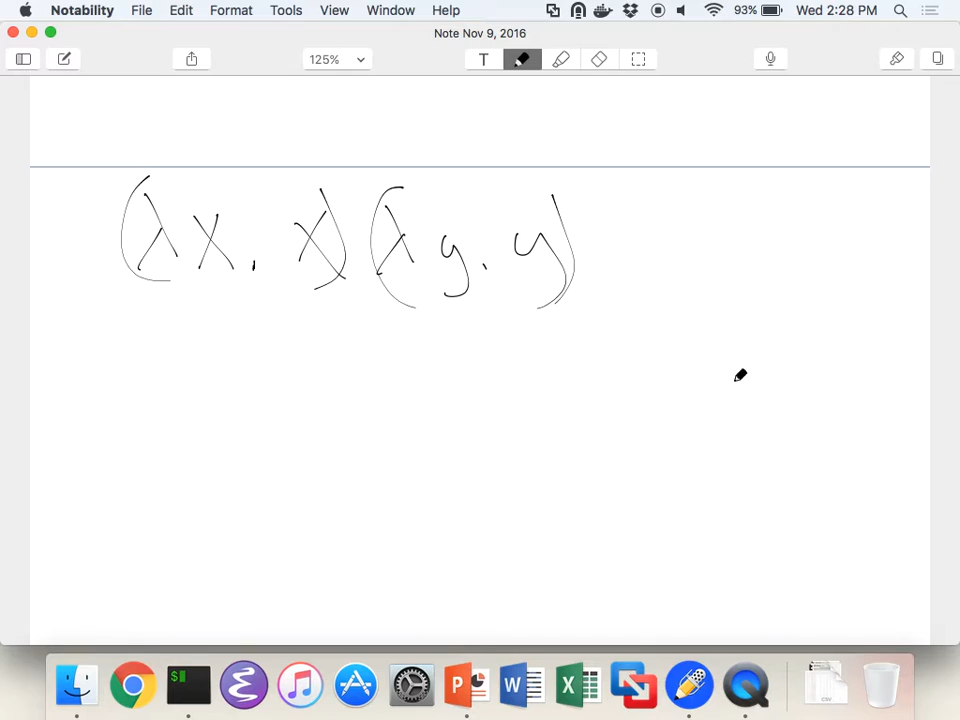 Notability File Edit Format Tools View Window Help 93% Wed 2:28 PM
Note Nov 9, 2016
125% T
(λx. x)(λy. y)
$
P W X CSV